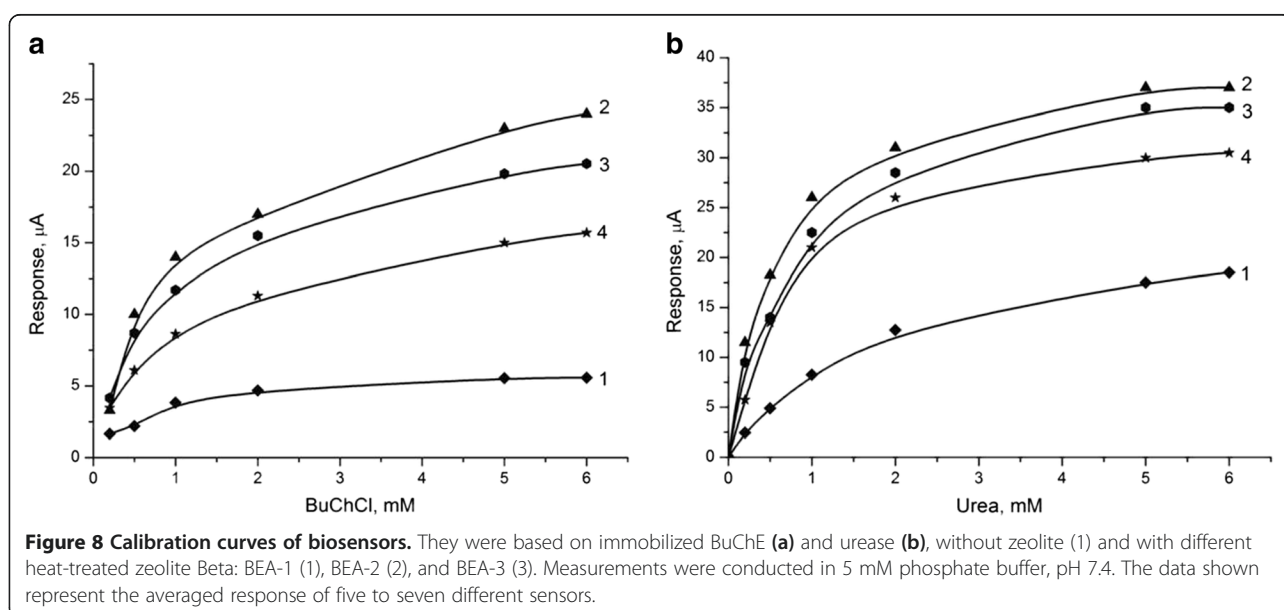 a
Response, µA
25
20
15
10
5
0
2
3
4
1
0 1 2 3 4 5 6
BuChCl, mM
b
Response, µA
40
35
30
25
20
15
10
5
0
2
3
4
1
0 1 2 3 4 5 6
Urea, mM
Figure 8 Calibration curves of biosensors. They were based on immobilized BuChE (a) and urease (b), without zeolite (1) and with different
heat-treated zeolite Beta: BEA-1 (1), BEA-2 (2), and BEA-3 (3). Measurements were conducted in 5 mM phosphate buffer, pH 7.4. The data shown
represent the averaged response of five to seven different sensors.